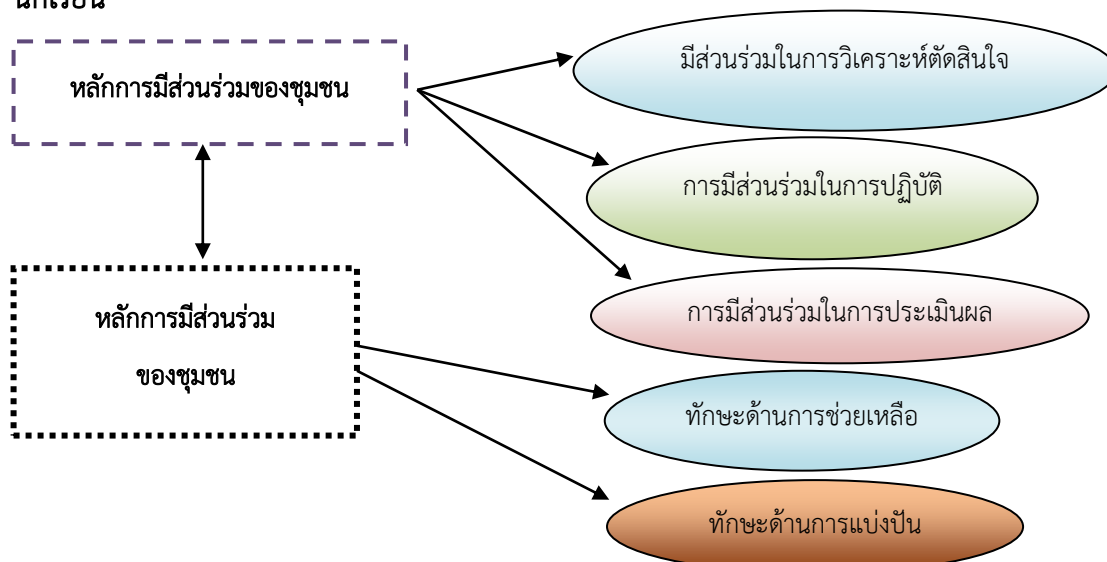 นักเรียน
หลักการมีส่วนร่วมของชุมชน
มีส่วนร่วมในการวิเคราะห์ตัดสินใจ
การมีส่วนร่วมในการปฏิบัติ
การมีส่วนร่วมในการประเมินผล
หลักการมีส่วนร่วม
ของชุมชน
ทักษะด้านการช่วยเหลือ
ทักษะด้านการแบ่งปัน